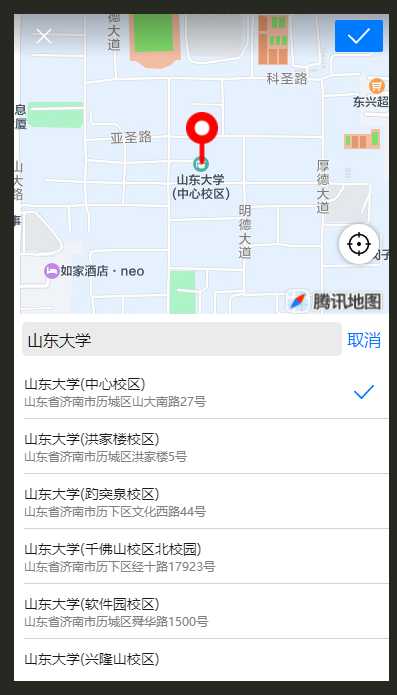 德
大
道
科圣路
东兴超
息
厦
亚圣路
山东大学
(中心校区)
山
大
路
厚
德
大
道
明
德
大
道
如家酒店·neo
腾讯地图
山东大学
取消
山东大学(中心校区)
山东省济南市历城区山大南路27号
山东大学(洪家楼校区)
山东省济南市历城区洪家楼5号
山东大学(趵突泉校区)
山东省济南市历下区文化西路44号
山东大学(千佛山校区北校园)
山东省济南市历下区经十路17923号
山东大学(软件园校区)
山东省济南市历城区舜华路1500号
山东大学(兴隆山校区)